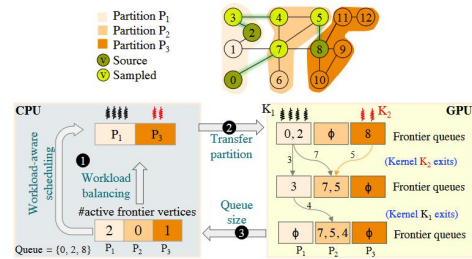 Partition P1
Partition P2
Partition P3
v Source
v Sampled
3 4 5 11 12
2
1 7 8 9
0 6 10
CPU
GPU
P1 P3
Workload-aware scheduling
1
Workload balancing
#active frontier vertices
2 0 1
Queue = {0, 2, 8} P1 P2 P3
2
Transfer partition
Queue size
3
K1 K2
0, 2 ϕ 8 Frontier queues
3 7 5 (Kernel K2 exits)
3 7, 5 ϕ Frontier queues
4 (Kernel K1 exits)
ϕ 7, 5, 4 ϕ Frontier queues
P1 P2 P3